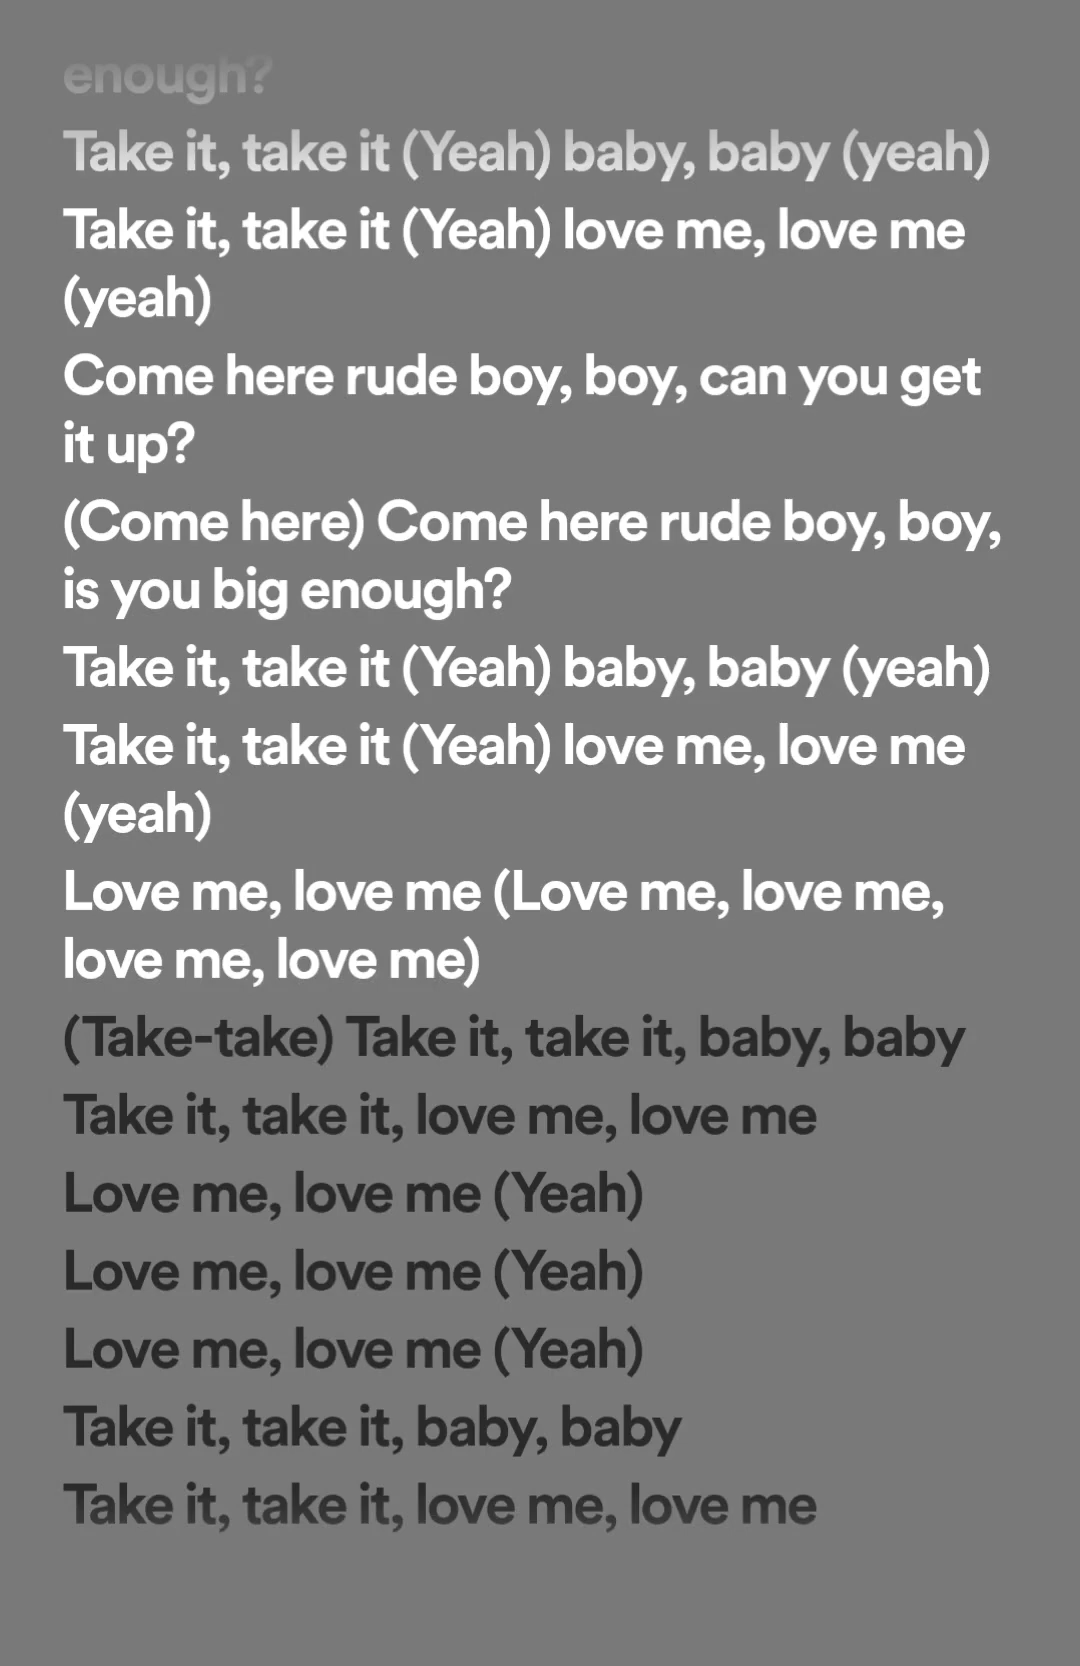 enough?
Take it, take it (Yeah) baby, baby (yeah)
Take it, take it (Yeah) love me, love me
(yeah)
Come here rude boy, boy, can you get
it up?
(Come here) Come here rude boy, boy,
is you big enough?
Take it, take it (Yeah) baby, baby (yeah)
Take it, take it (Yeah) love me, love me
(yeah)
Love me, love me (Love me, love me,
love me, love me)
(Take-take) Take it, take it, baby, baby
Take it, take it, love me, love me
Love me, love me (Yeah)
Love me, love me (Yeah)
Love me, love me (Yeah)
Take it, take it, baby, baby
Take it, take it, love me, love me